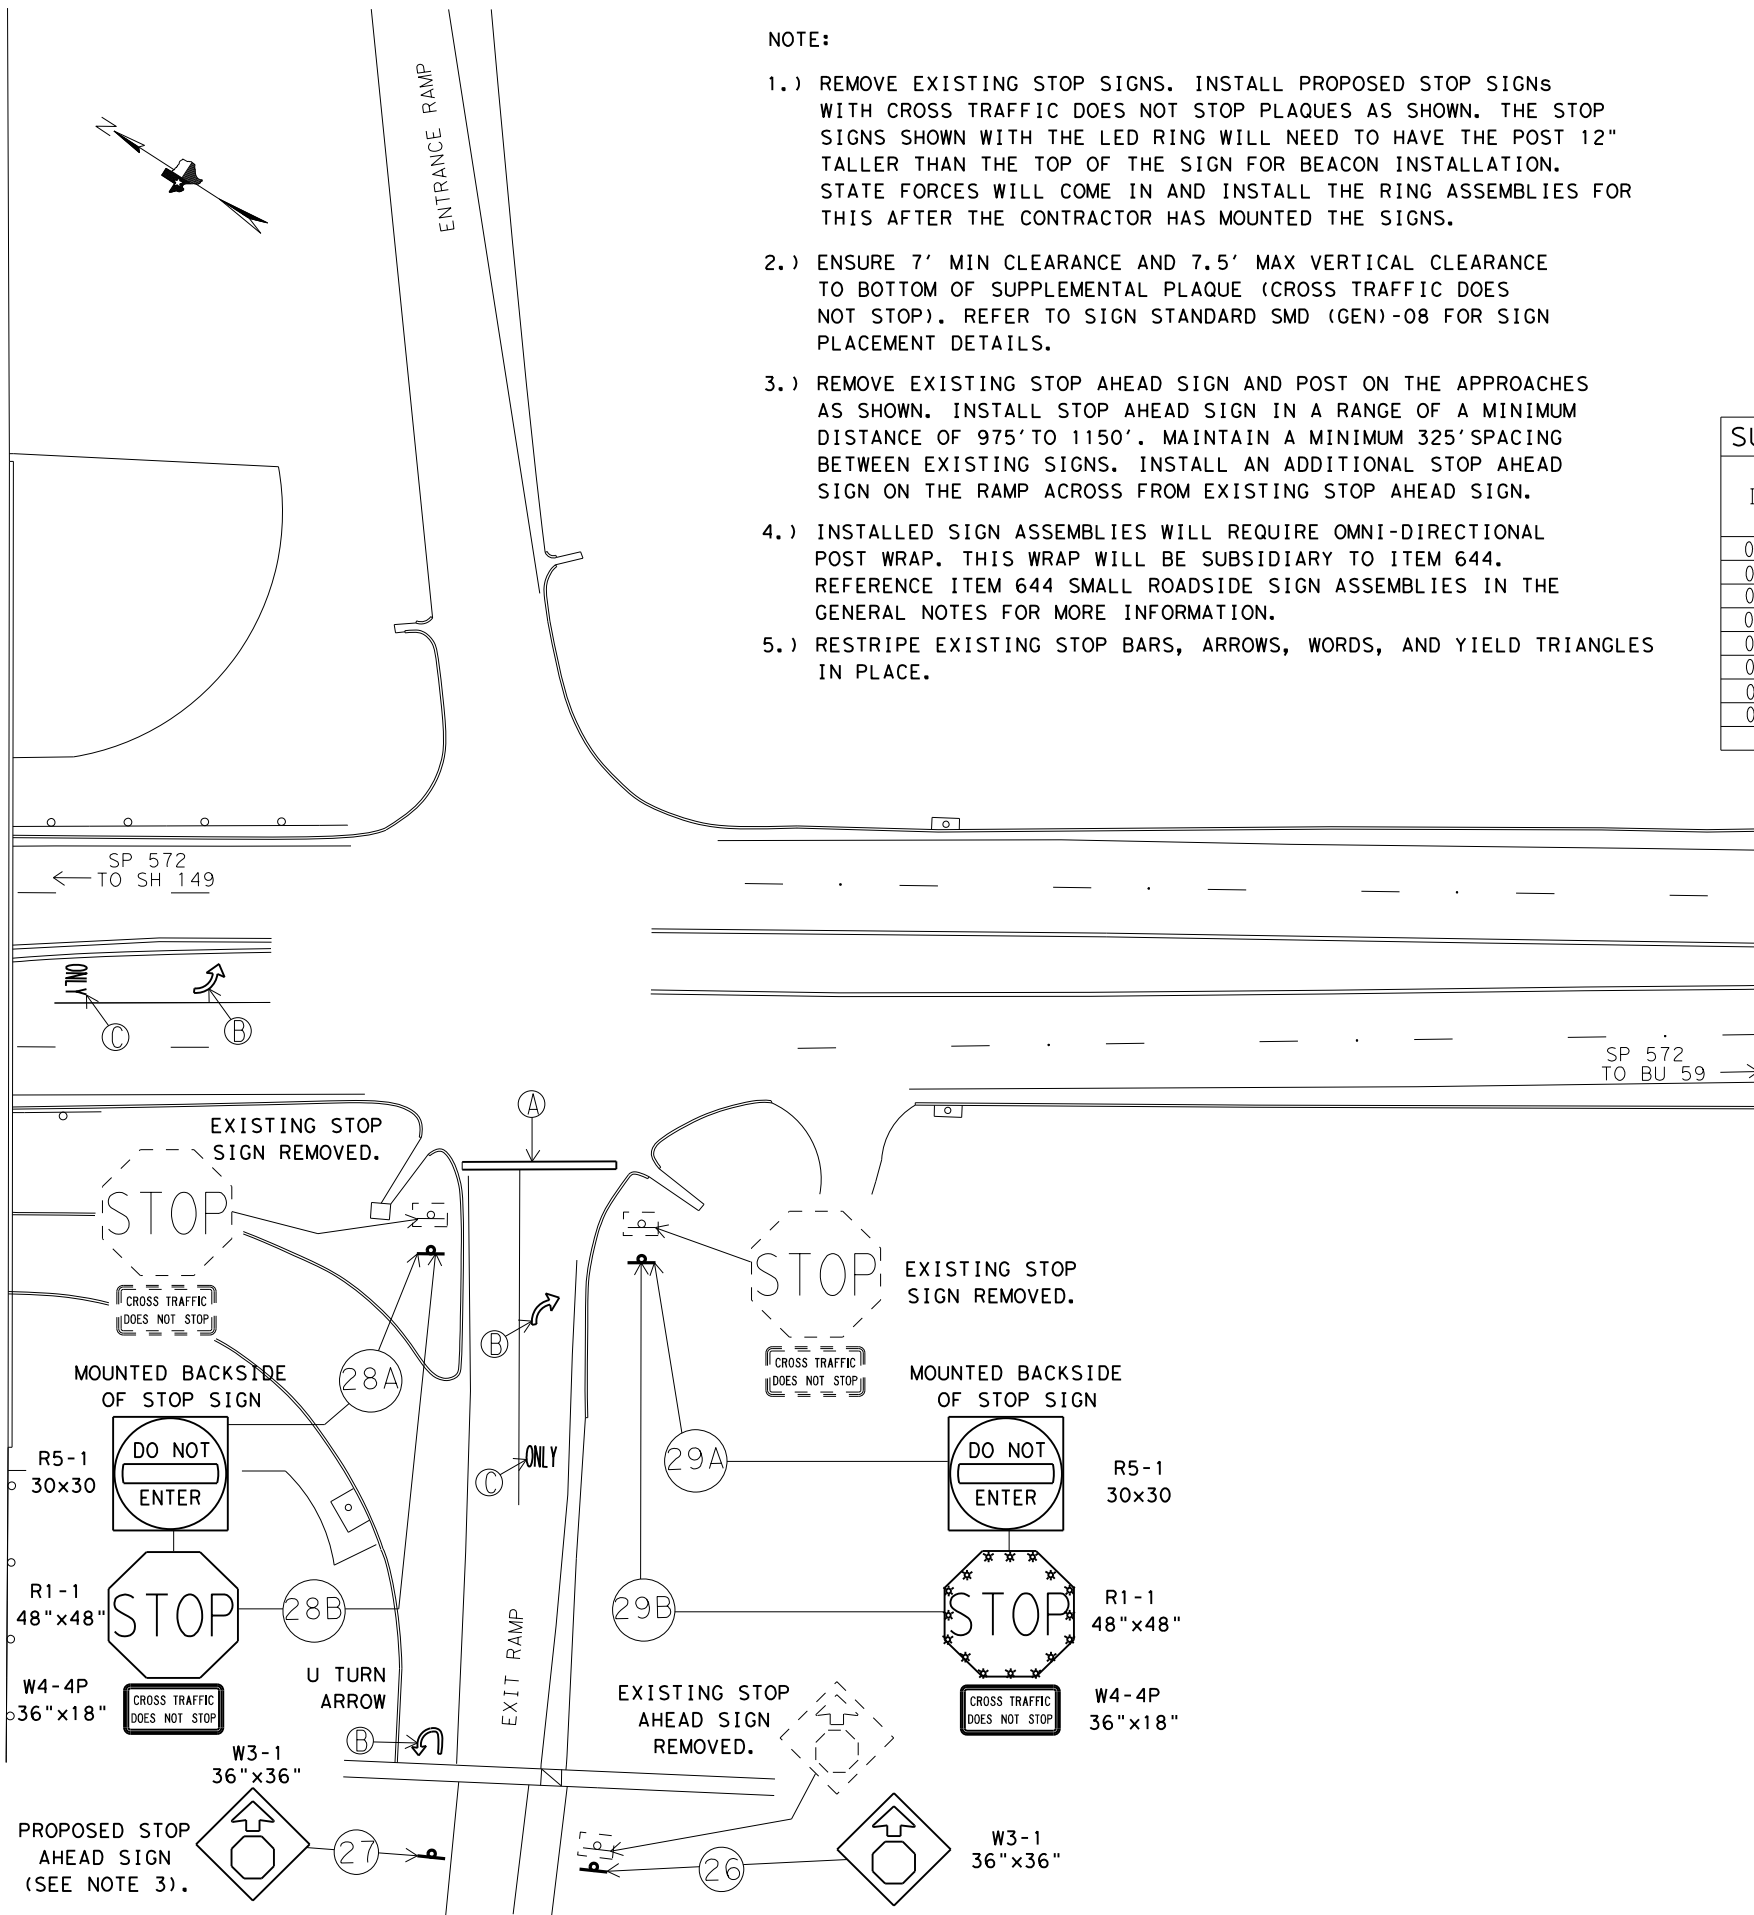 NOTE:
1.) REMOVE EXISTING STOP SIGNS. INSTALL PROPOSED STOP SIGNs
WITH CROSS TRAFFIC DOES NOT STOP PLAQUES AS SHOWN. THE STOP
SIGNS SHOWN WITH THE LED RING WILL NEED TO HAVE THE POST 12"
TALLER THAN THE TOP OF THE SIGN FOR BEACON INSTALLATION.
STATE FORCES WILL COME IN AND INSTALL THE RING ASSEMBLIES FOR
THIS AFTER THE CONTRACTOR HAS MOUNTED THE SIGNS.
2.) ENSURE 7' MIN CLEARANCE AND 7.5' MAX VERTICAL CLEARANCE
TO BOTTOM OF SUPPLEMENTAL PLAQUE (CROSS TRAFFIC DOES
NOT STOP). REFER TO SIGN STANDARD SMD (GEN)-08 FOR SIGN
PLACEMENT DETAILS.
3.) REMOVE EXISTING STOP AHEAD SIGN AND POST ON THE APPROACHES
AS SHOWN. INSTALL STOP AHEAD SIGN IN A RANGE OF A MINIMUM
DISTANCE OF 975'TO 1150'. MAINTAIN A MINIMUM 325'SPACING
BETWEEN EXISTING SIGNS. INSTALL AN ADDITIONAL STOP AHEAD
SIGN ON THE RAMP ACROSS FROM EXISTING STOP AHEAD SIGN.
4.) INSTALLED SIGN ASSEMBLIES WILL REQUIRE OMNI-DIRECTIONAL
POST WRAP. THIS WRAP WILL BE SUBSIDIARY TO ITEM 644.
REFERENCE ITEM 644 SMALL ROADSIDE SIGN ASSEMBLIES IN THE
GENERAL NOTES FOR MORE INFORMATION.
5.) RESTRIPE EXISTING STOP BARS, ARROWS, WORDS, AND YIELD TRIANGLES
IN PLACE.
N
ENTRANCE RAMP
SP 572
TO SH 149
ONLY
C
B
SP 572
TO BU 59
A
EXISTING STOP
SIGN REMOVED.
STOP
CROSS TRAFFIC
DOES NOT STOP
STOP
EXISTING STOP
SIGN REMOVED.
CROSS TRAFFIC
DOES NOT STOP
B
MOUNTED BACKSIDE
OF STOP SIGN
28A
DO NOT
ENTER
R5-1
30x30
ONLY
C
29A
MOUNTED BACKSIDE
OF STOP SIGN
DO NOT
ENTER
R5-1
30x30
R1-1
48"x48"
STOP
28B
29B
STOP
R1-1
48"x48"
W4-4P
36"x18"
CROSS TRAFFIC
DOES NOT STOP
U TURN
ARROW
B
EXIT RAMP
EXISTING STOP
AHEAD SIGN
REMOVED.
CROSS TRAFFIC
DOES NOT STOP
W4-4P
36"x18"
W3-1
36"x36"
PROPOSED STOP
AHEAD SIGN
(SEE NOTE 3).
27
26
W3-1
36"x36"